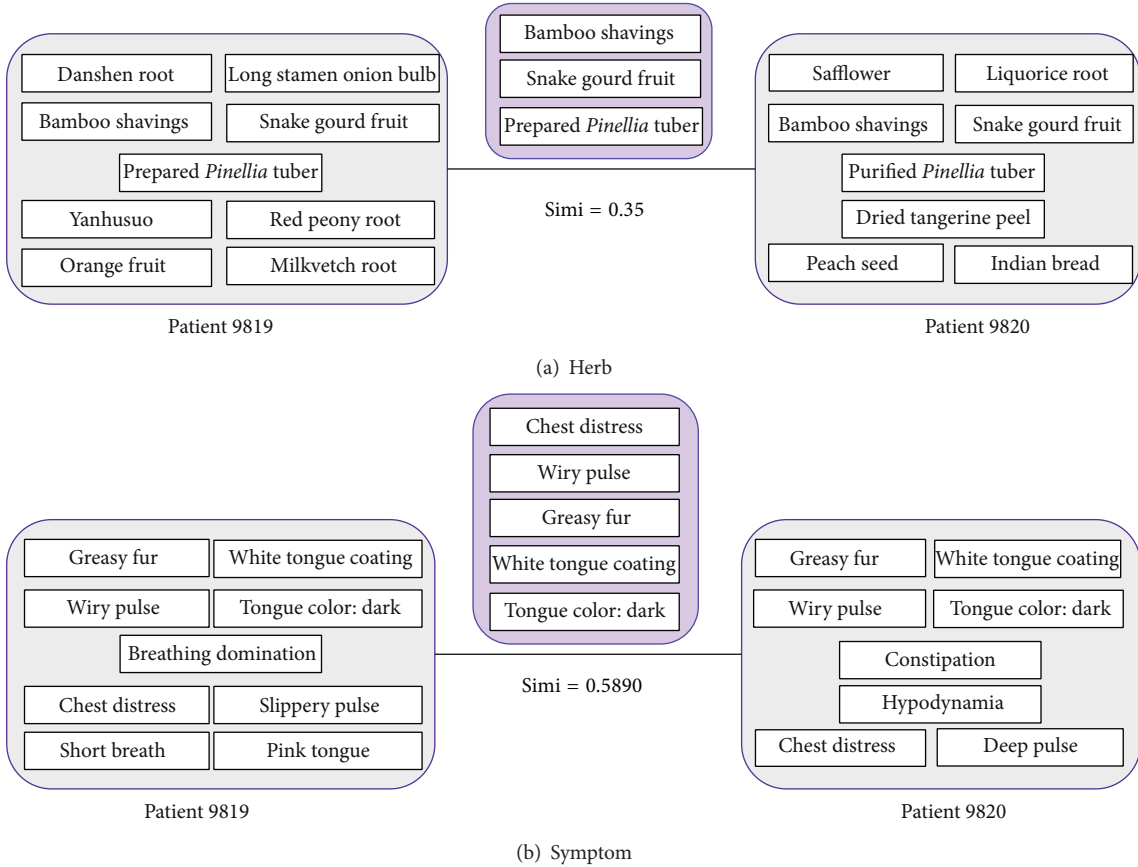 Bamboo shavings
Snake gourd fruit
Prepared Pinellia tuber
Danshen root
Long stamen onion bulb
Bamboo shavings
Snake gourd fruit
Prepared Pinellia tuber
Yanhusuo
Red peony root
Orange fruit
Milkvetch root
Patient 9819
Simi = 0.35
Safflower
Liquorice root
Bamboo shavings
Snake gourd fruit
Purified Pinellia tuber
Dried tangerine peel
Peach seed
Indian bread
Patient 9820
(a) Herb
Chest distress
Wiry pulse
Greasy fur
White tongue coating
Tongue color: dark
Greasy fur
White tongue coating
Wiry pulse
Tongue color: dark
Breathing domination
Chest distress
Slippery pulse
Short breath
Pink tongue
Patient 9819
Simi = 0.5890
Greasy fur
White tongue coating
Wiry pulse
Tongue color: dark
Constipation
Hypodynamia
Chest distress
Deep pulse
Patient 9820
(b) Symptom